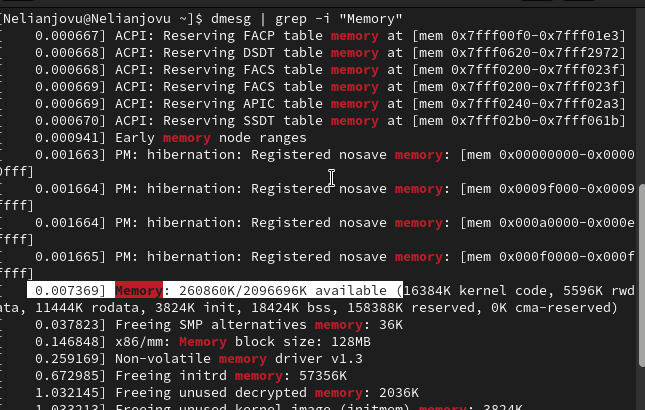 [Nelianjovu@Nelianjovu ~]$ dmesg | grep -i "Memory"
[    0.000667] ACPI: Reserving FACP table memory at [mem 0x7fff00f0-0x7fff01e3]
[    0.000668] ACPI: Reserving DSDT table memory at [mem 0x7fff0620-0x7fff2972]
[    0.000668] ACPI: Reserving FACS table memory at [mem 0x7fff0200-0x7fff023f]
[    0.000669] ACPI: Reserving FACS table memory at [mem 0x7fff0200-0x7fff023f]
[    0.000669] ACPI: Reserving APIC table memory at [mem 0x7fff0240-0x7fff02a3]
[    0.000670] ACPI: Reserving SSDT table memory at [mem 0x7fff02b0-0x7fff061b]
[    0.000941] Early memory node ranges
[    0.001663] PM: hibernation: Registered nosave memory: [mem 0x00000000-0x0000
0fff]
[    0.001664] PM: hibernation: Registered nosave memory: [mem 0x0009f000-0x0009
ffff]
[    0.001664] PM: hibernation: Registered nosave memory: [mem 0x000a0000-0x000e
ffff]
[    0.001665] PM: hibernation: Registered nosave memory: [mem 0x000f0000-0x000f
ffff]
[    0.007369] Memory: 260860K/2096696K available (16384K kernel code, 5596K rwd
ata, 11444K rodata, 3824K init, 18424K bss, 158388K reserved, 0K cma-reserved)
[    0.037823] Freeing SMP alternatives memory: 36K
[    0.146848] x86/mm: Memory block size: 128MB
[    0.259169] Non-volatile memory driver v1.3
[    0.672985] Freeing initrd memory: 57356K
[    1.032145] Freeing unused decrypted memory: 2036K
[    1.033213] Freeing unused kernel image (initmem) memory: 3824K